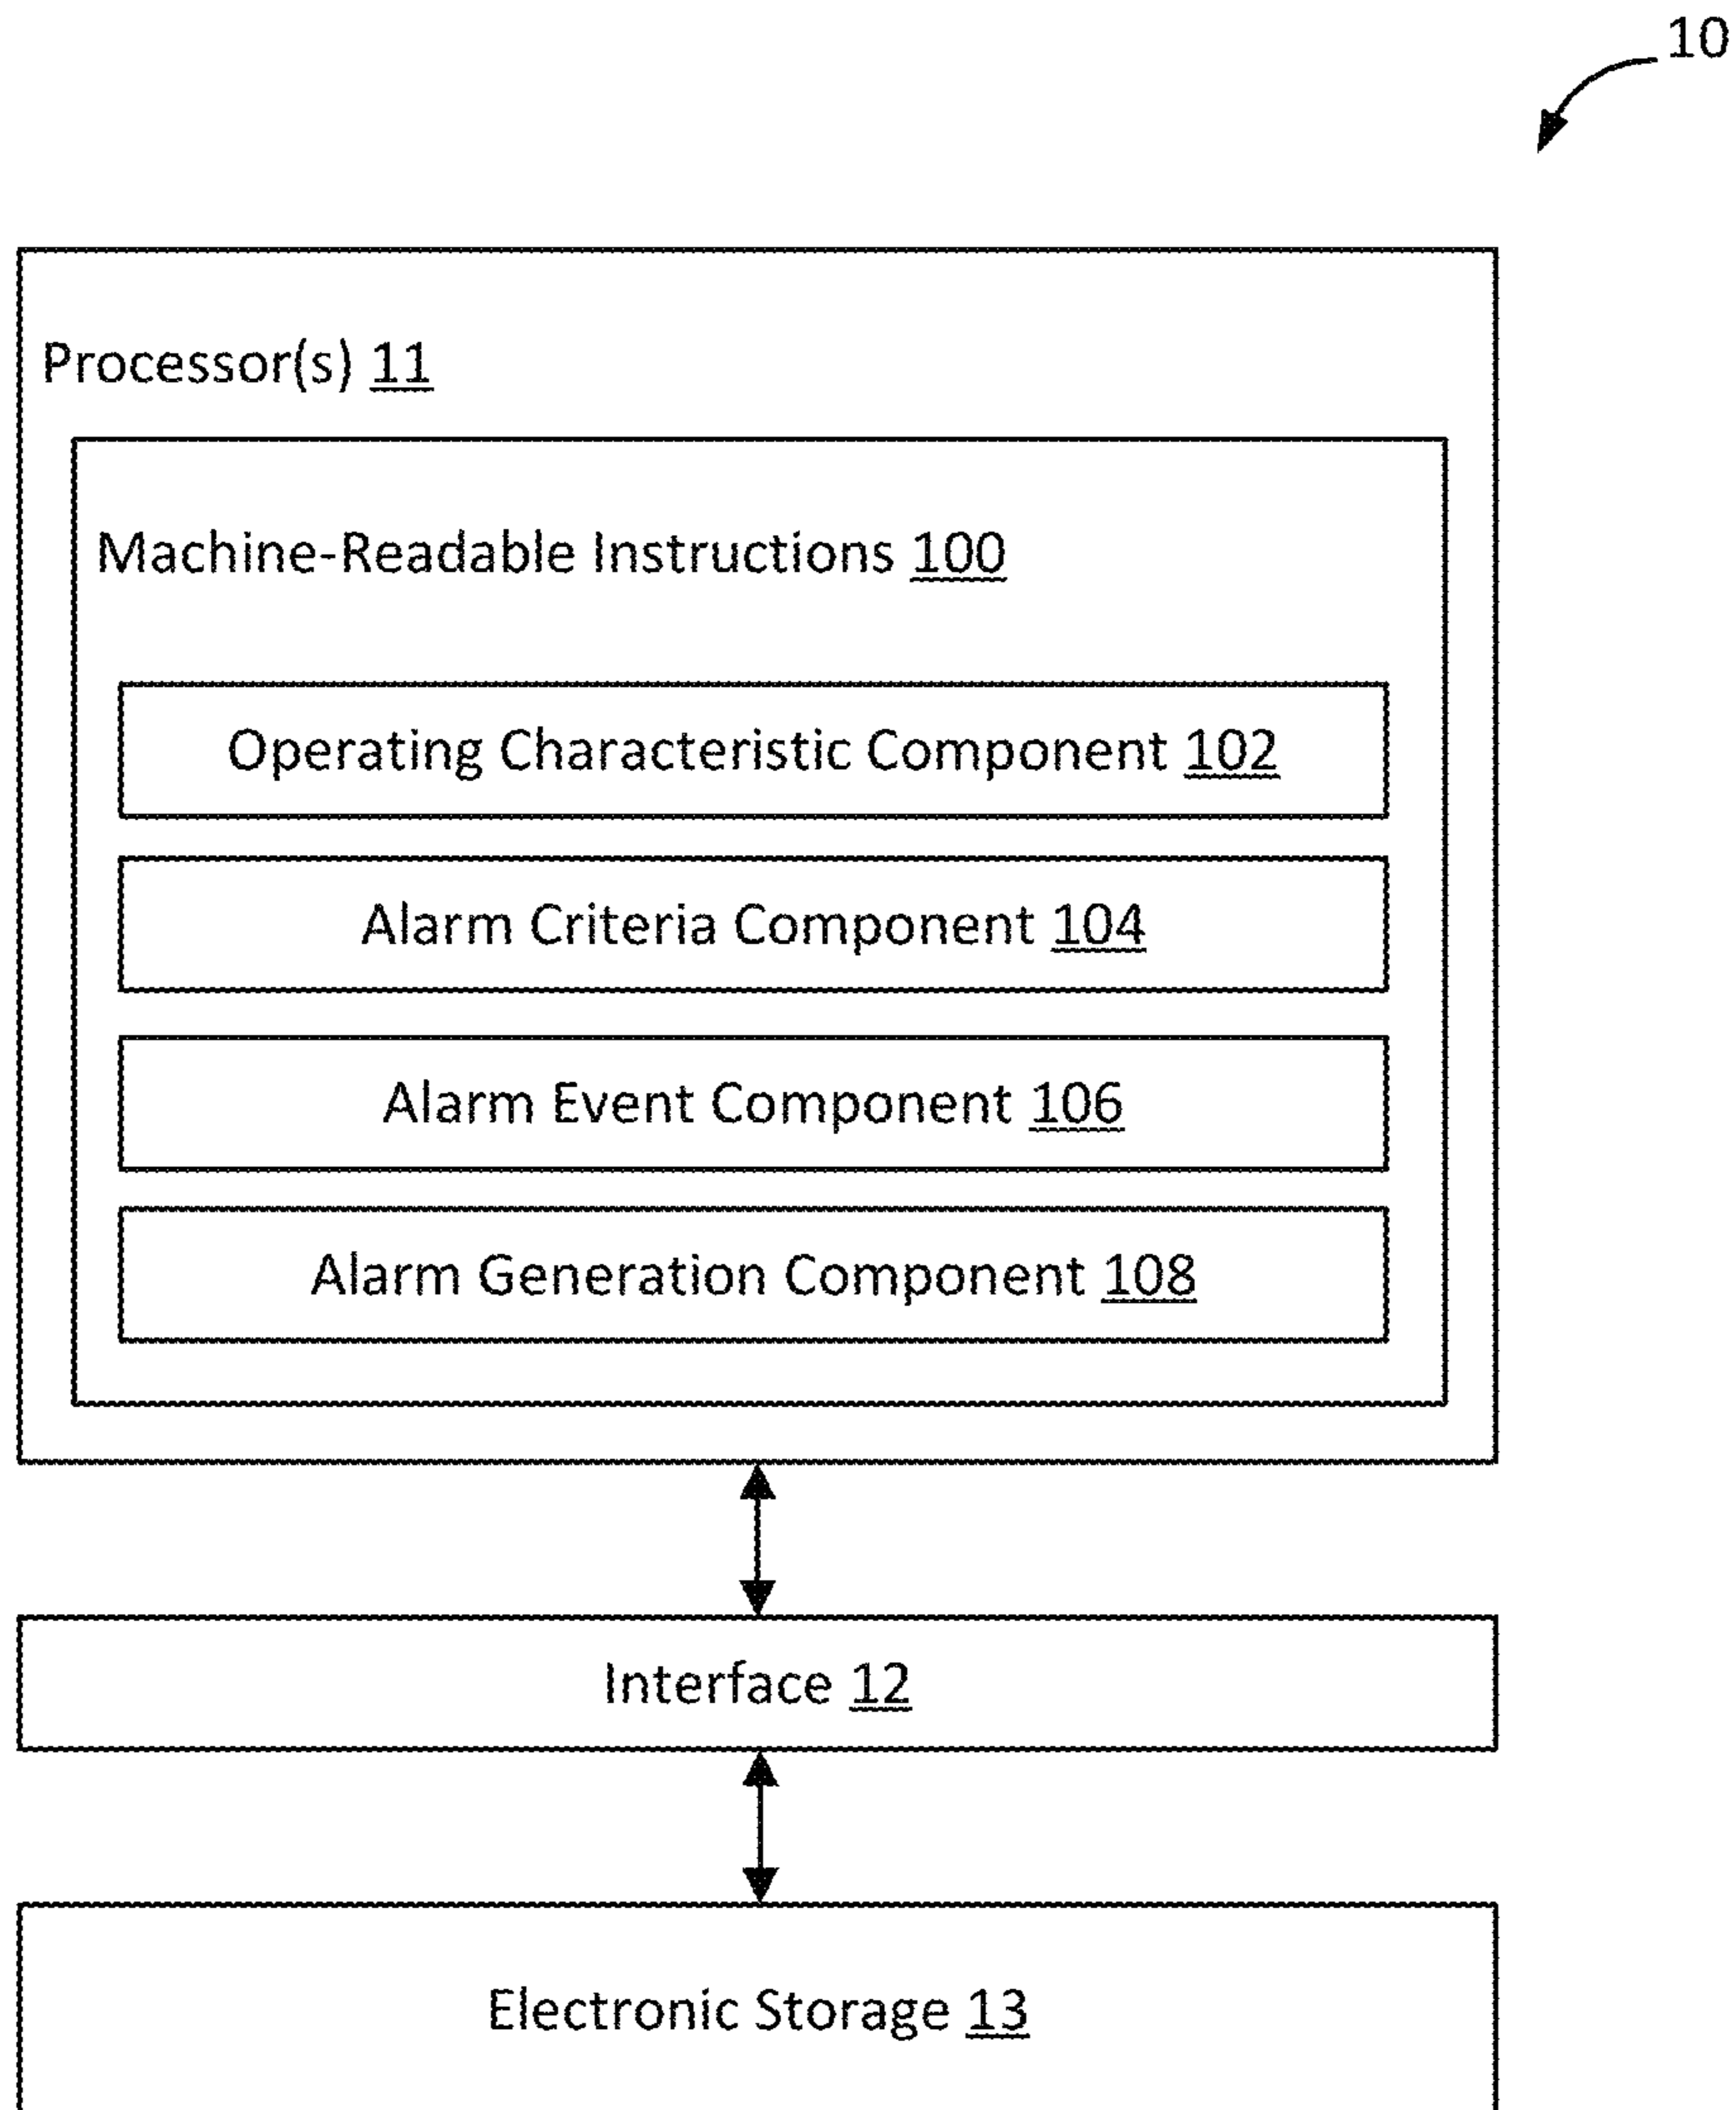 10
Processor(s) 11
Machine-Readable Instructions 100
Operating Characteristic Component 102
Alarm Criteria Component 104
Alarm Event Component 106
Alarm Generation Component 108
Interface 12
Electronic Storage 13